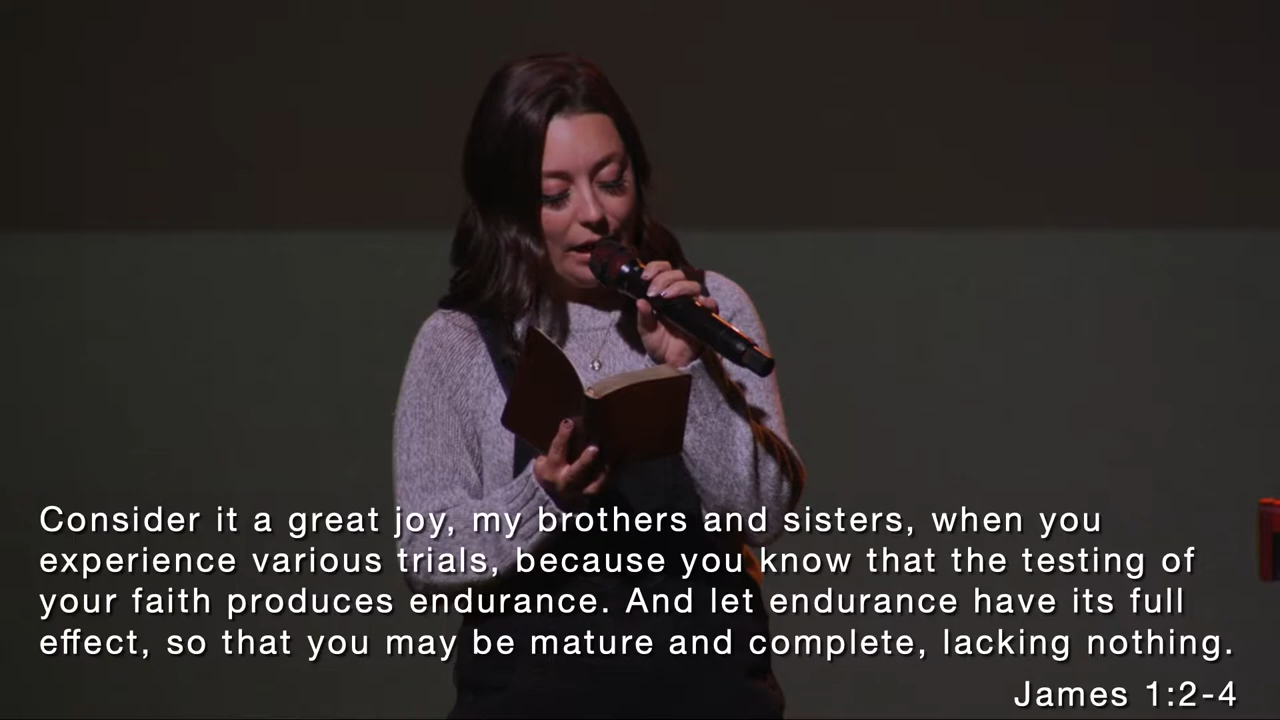 Consider it a great joy, my brothers and sisters, when you
experience various trials, because you know that the testing of
your faith produces endurance. And let endurance have its full
effect, so that you may be mature and complete, lacking nothing.
James 1:2-4